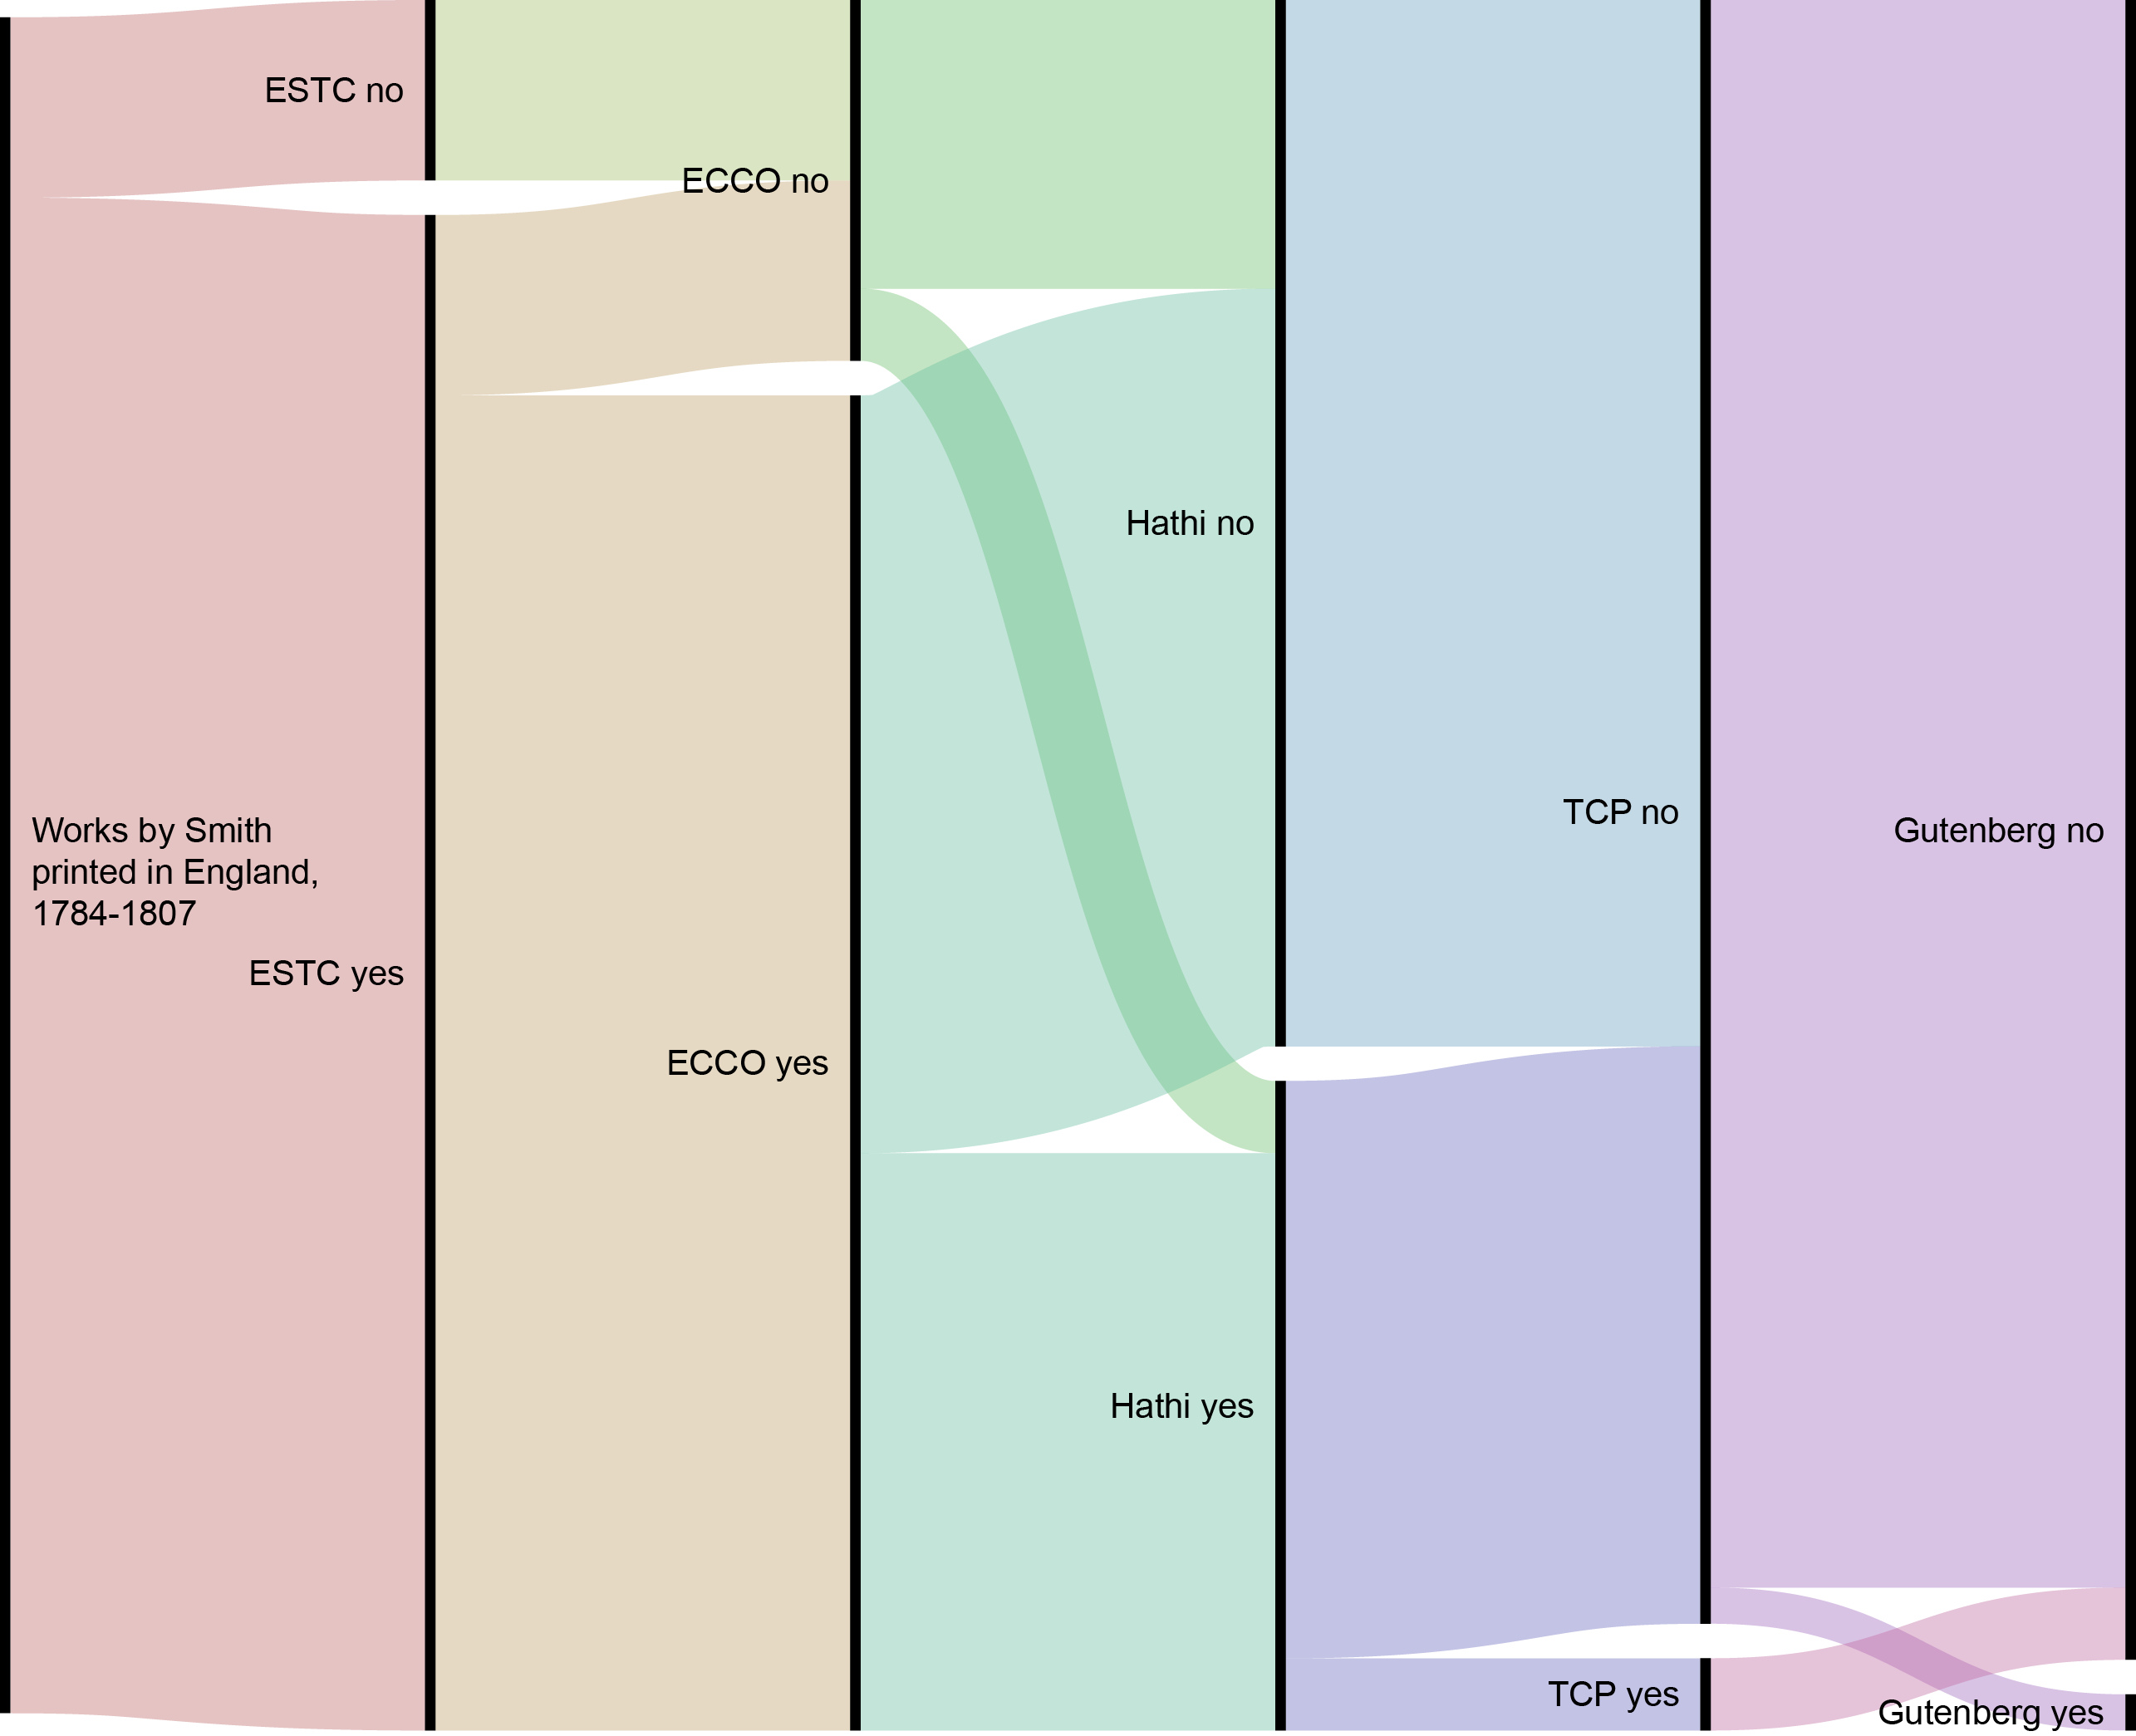 ESTC no
ECCO no
Hathi no
TCP no
Works by Smith
printed in England,
1784-1807
Gutenberg no
ESTC yes
ECCO yes
Hathi yes
TCP yes
Gutenberg yes